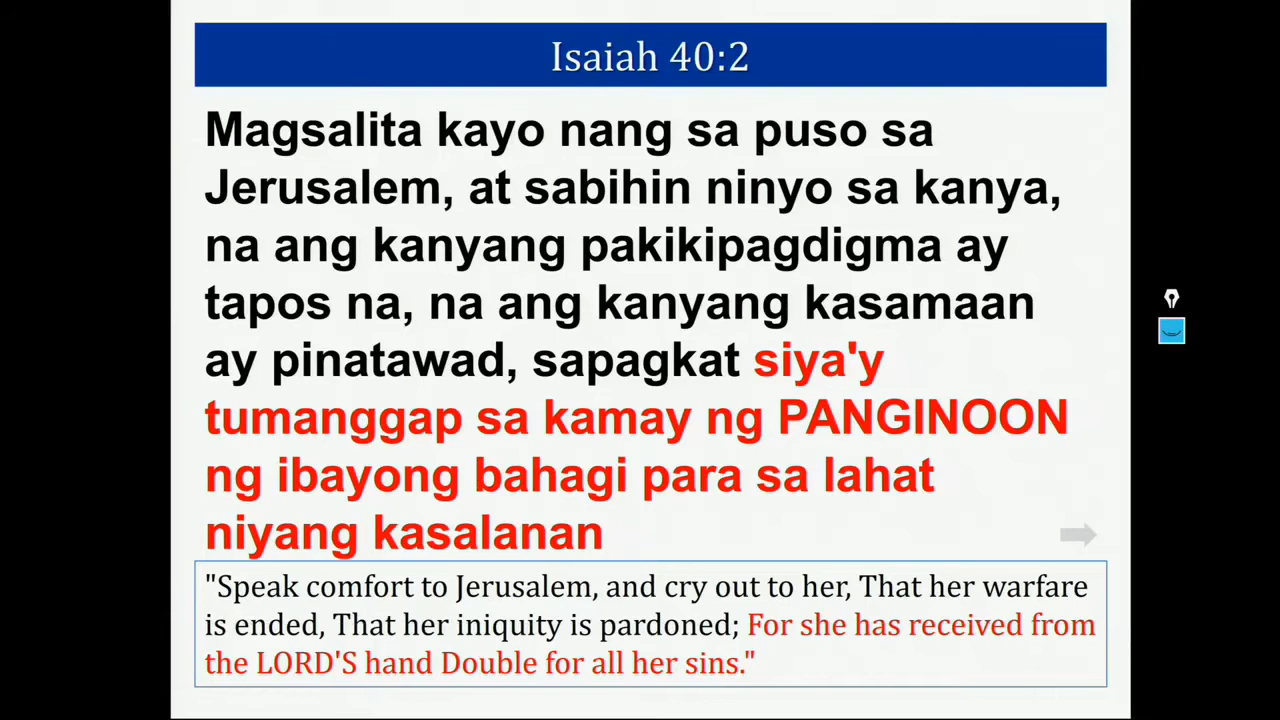 Isaiah 40:2
Magsalita kayo nang sa puso sa
Jerusalem, at sabihin ninyo sa kanya,
na ang kanyang pakikipagdigma ay
tapos na, na ang kanyang kasamaan
ay pinatawad, sapagkat siya'y
tumanggap sa kamay ng PANGINOON
ng ibayong bahagi para sa lahat
niyang kasalanan
"Speak comfort to Jerusalem, and cry out to her, That her warfare
is ended, That her iniquity is pardoned; For she has received from
the LORD'S hand Double for all her sins."